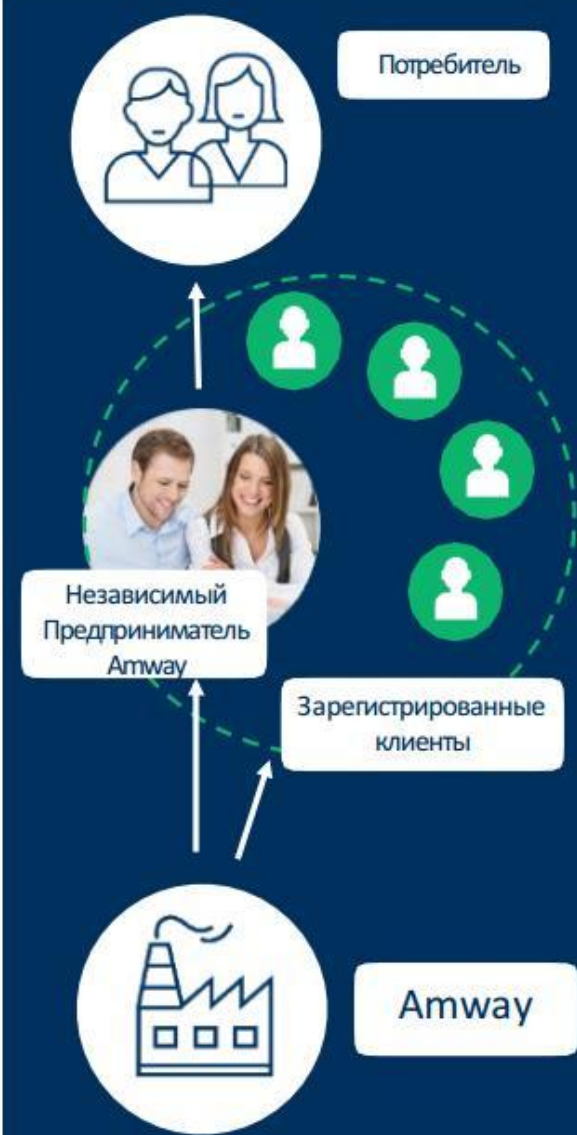 Потребитель
Независимый
Предприниматель
Amway
Зарегистрированные
клиенты
Amway